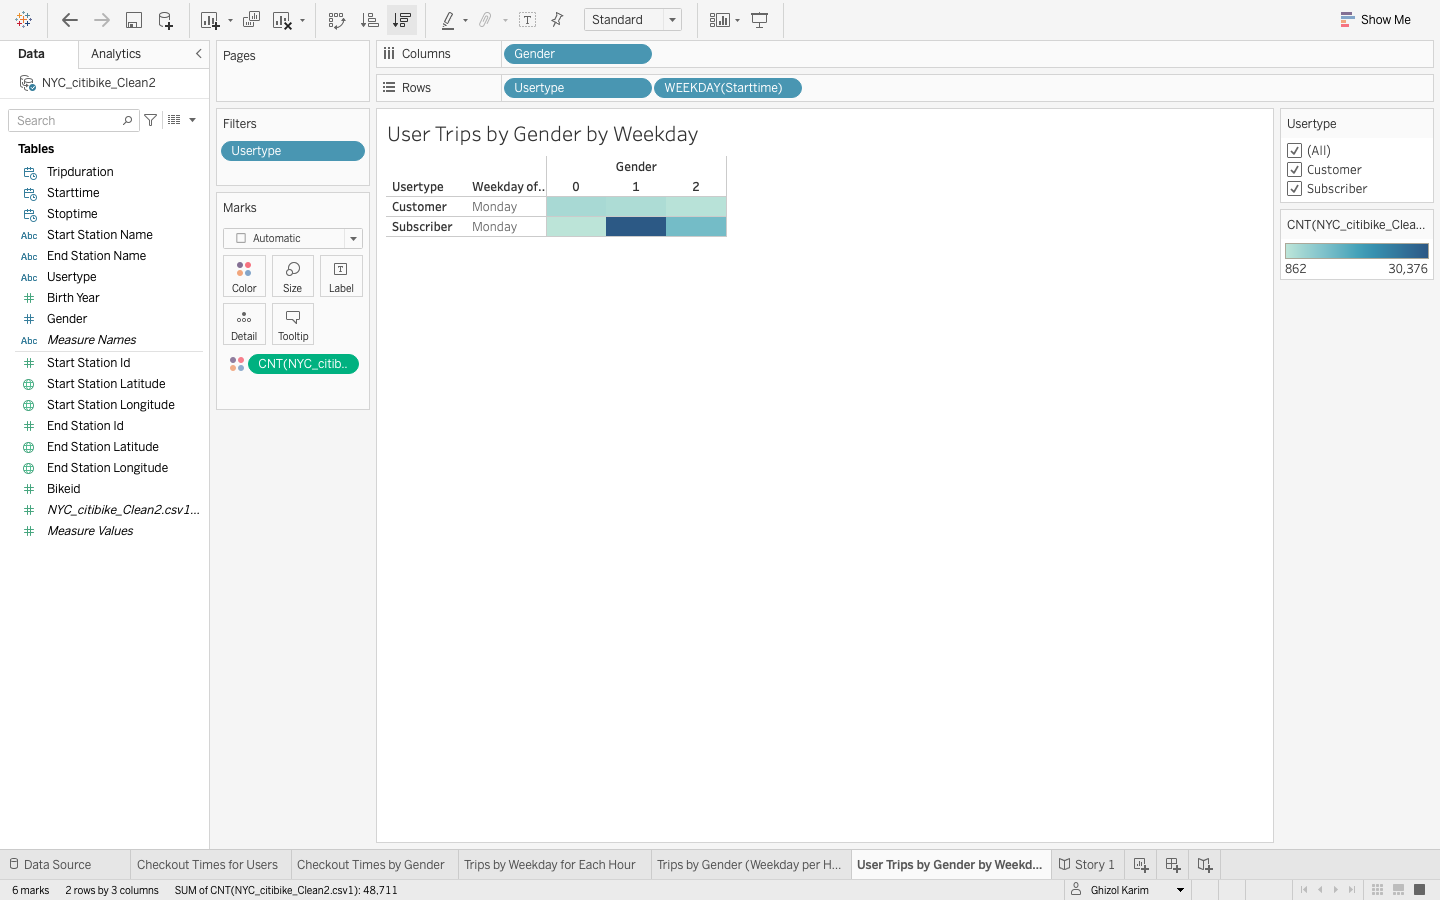 Standard
Show Me
Data
Analytics
NYC_citibike_Clean2
Search
Tables
Tripduration
Starttime
Stoptime
Abc Start Station Name
Abc End Station Name
Abc Usertype
Birth Year
Gender
Abc Measure Names
Start Station Id
Start Station Latitude
Start Station Longitude
End Station Id
End Station Latitude
End Station Longitude
Bikeid
NYC_citibike_Clean2.csv1...
Measure Values
Pages
Filters
Usertype
Marks
Automatic
Color
Size
T
Label
Detail
Tooltip
CNT(NYC_citib..
Columns
Gender
Rows
Usertype
WEEKDAY(Starttime)
User Trips by Gender by Weekday
Gender
Usertype Weekday of.. 0 1 2
Customer Monday
Subscriber Monday
Usertype
(All)
Customer
Subscriber
CNT(NYC_citibike_Clea...
862 30,376
Data Source
Checkout Times for Users
Checkout Times by Gender
Trips by Weekday for Each Hour
Trips by Gender (Weekday per H...
User Trips by Gender by Weekd...
Story 1
6 marks 2 rows by 3 columns SUM of CNT(NYC_citibike_Clean2.csv1): 48,711
Ghizol Karim